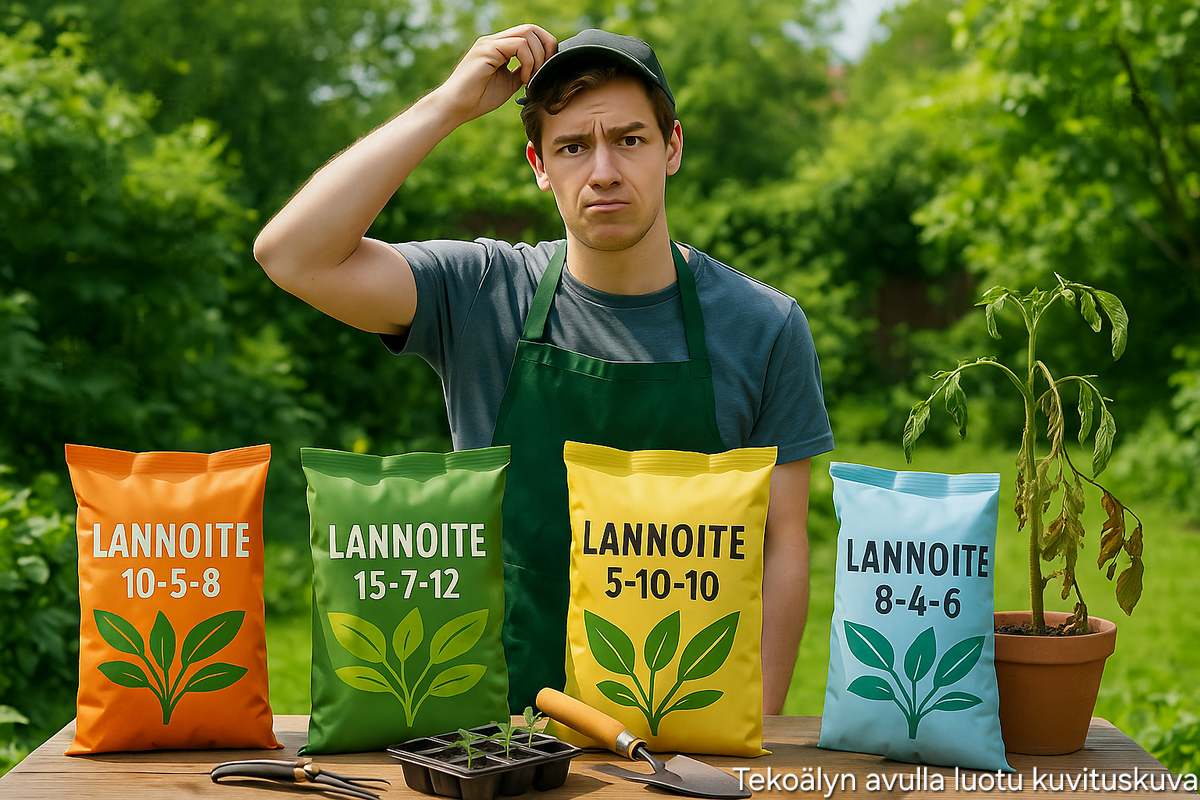 LANNOITE
10-5-8
LANNOITE
15-7-12
LANNOITE
5-10-10
LANNOITE
8-4-6
Tekoälyn avulla luotu kuvituskuva